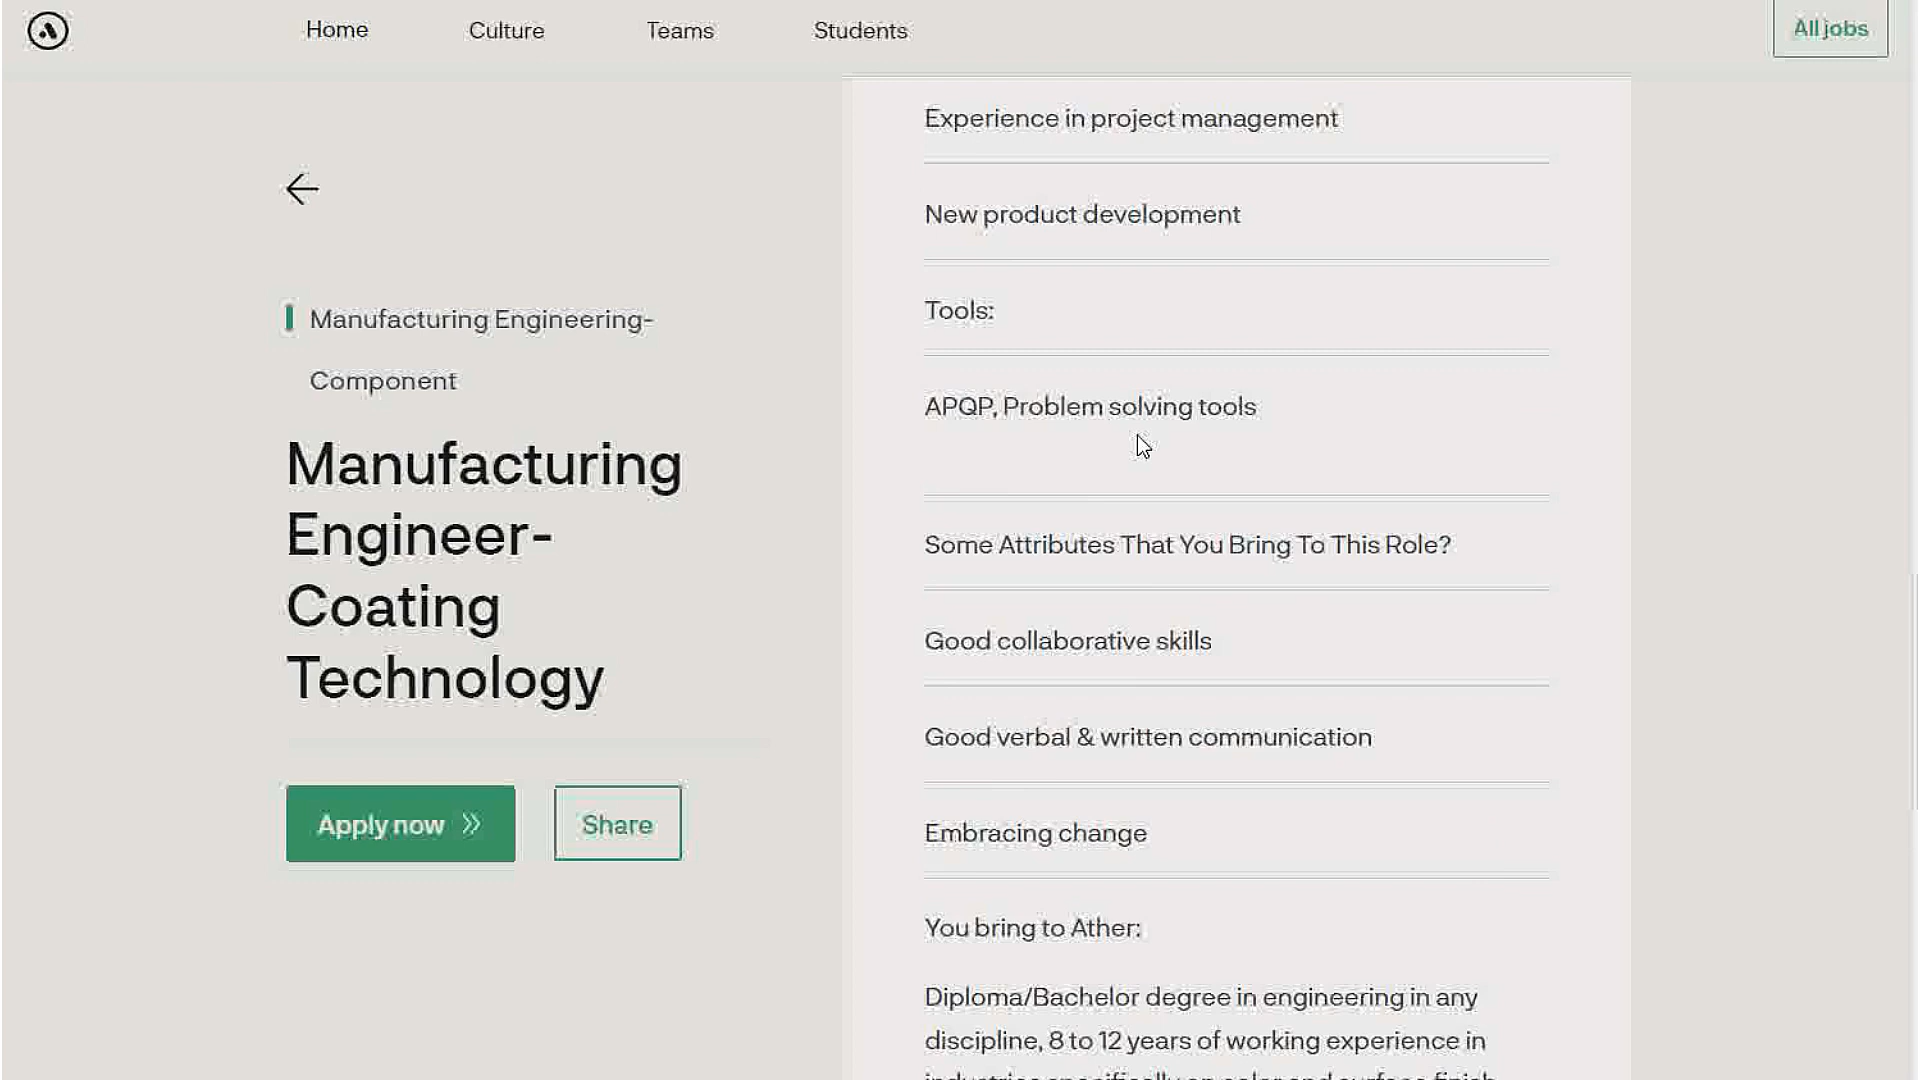 Home
Culture
Teams
Students
All jobs
Manufacturing Engineering-
Component
Manufacturing
Engineer-
Coating
Technology
Apply now
Share
Experience in project management
New product development
Tools:
APQP, Problem solving tools
Some Attributes That You Bring To This Role?
Good collaborative skills
Good verbal & written communication
Embracing change
You bring to Ather:
Diploma/Bachelor degree in engineering in any
discipline, 8 to 12 years of working experience in